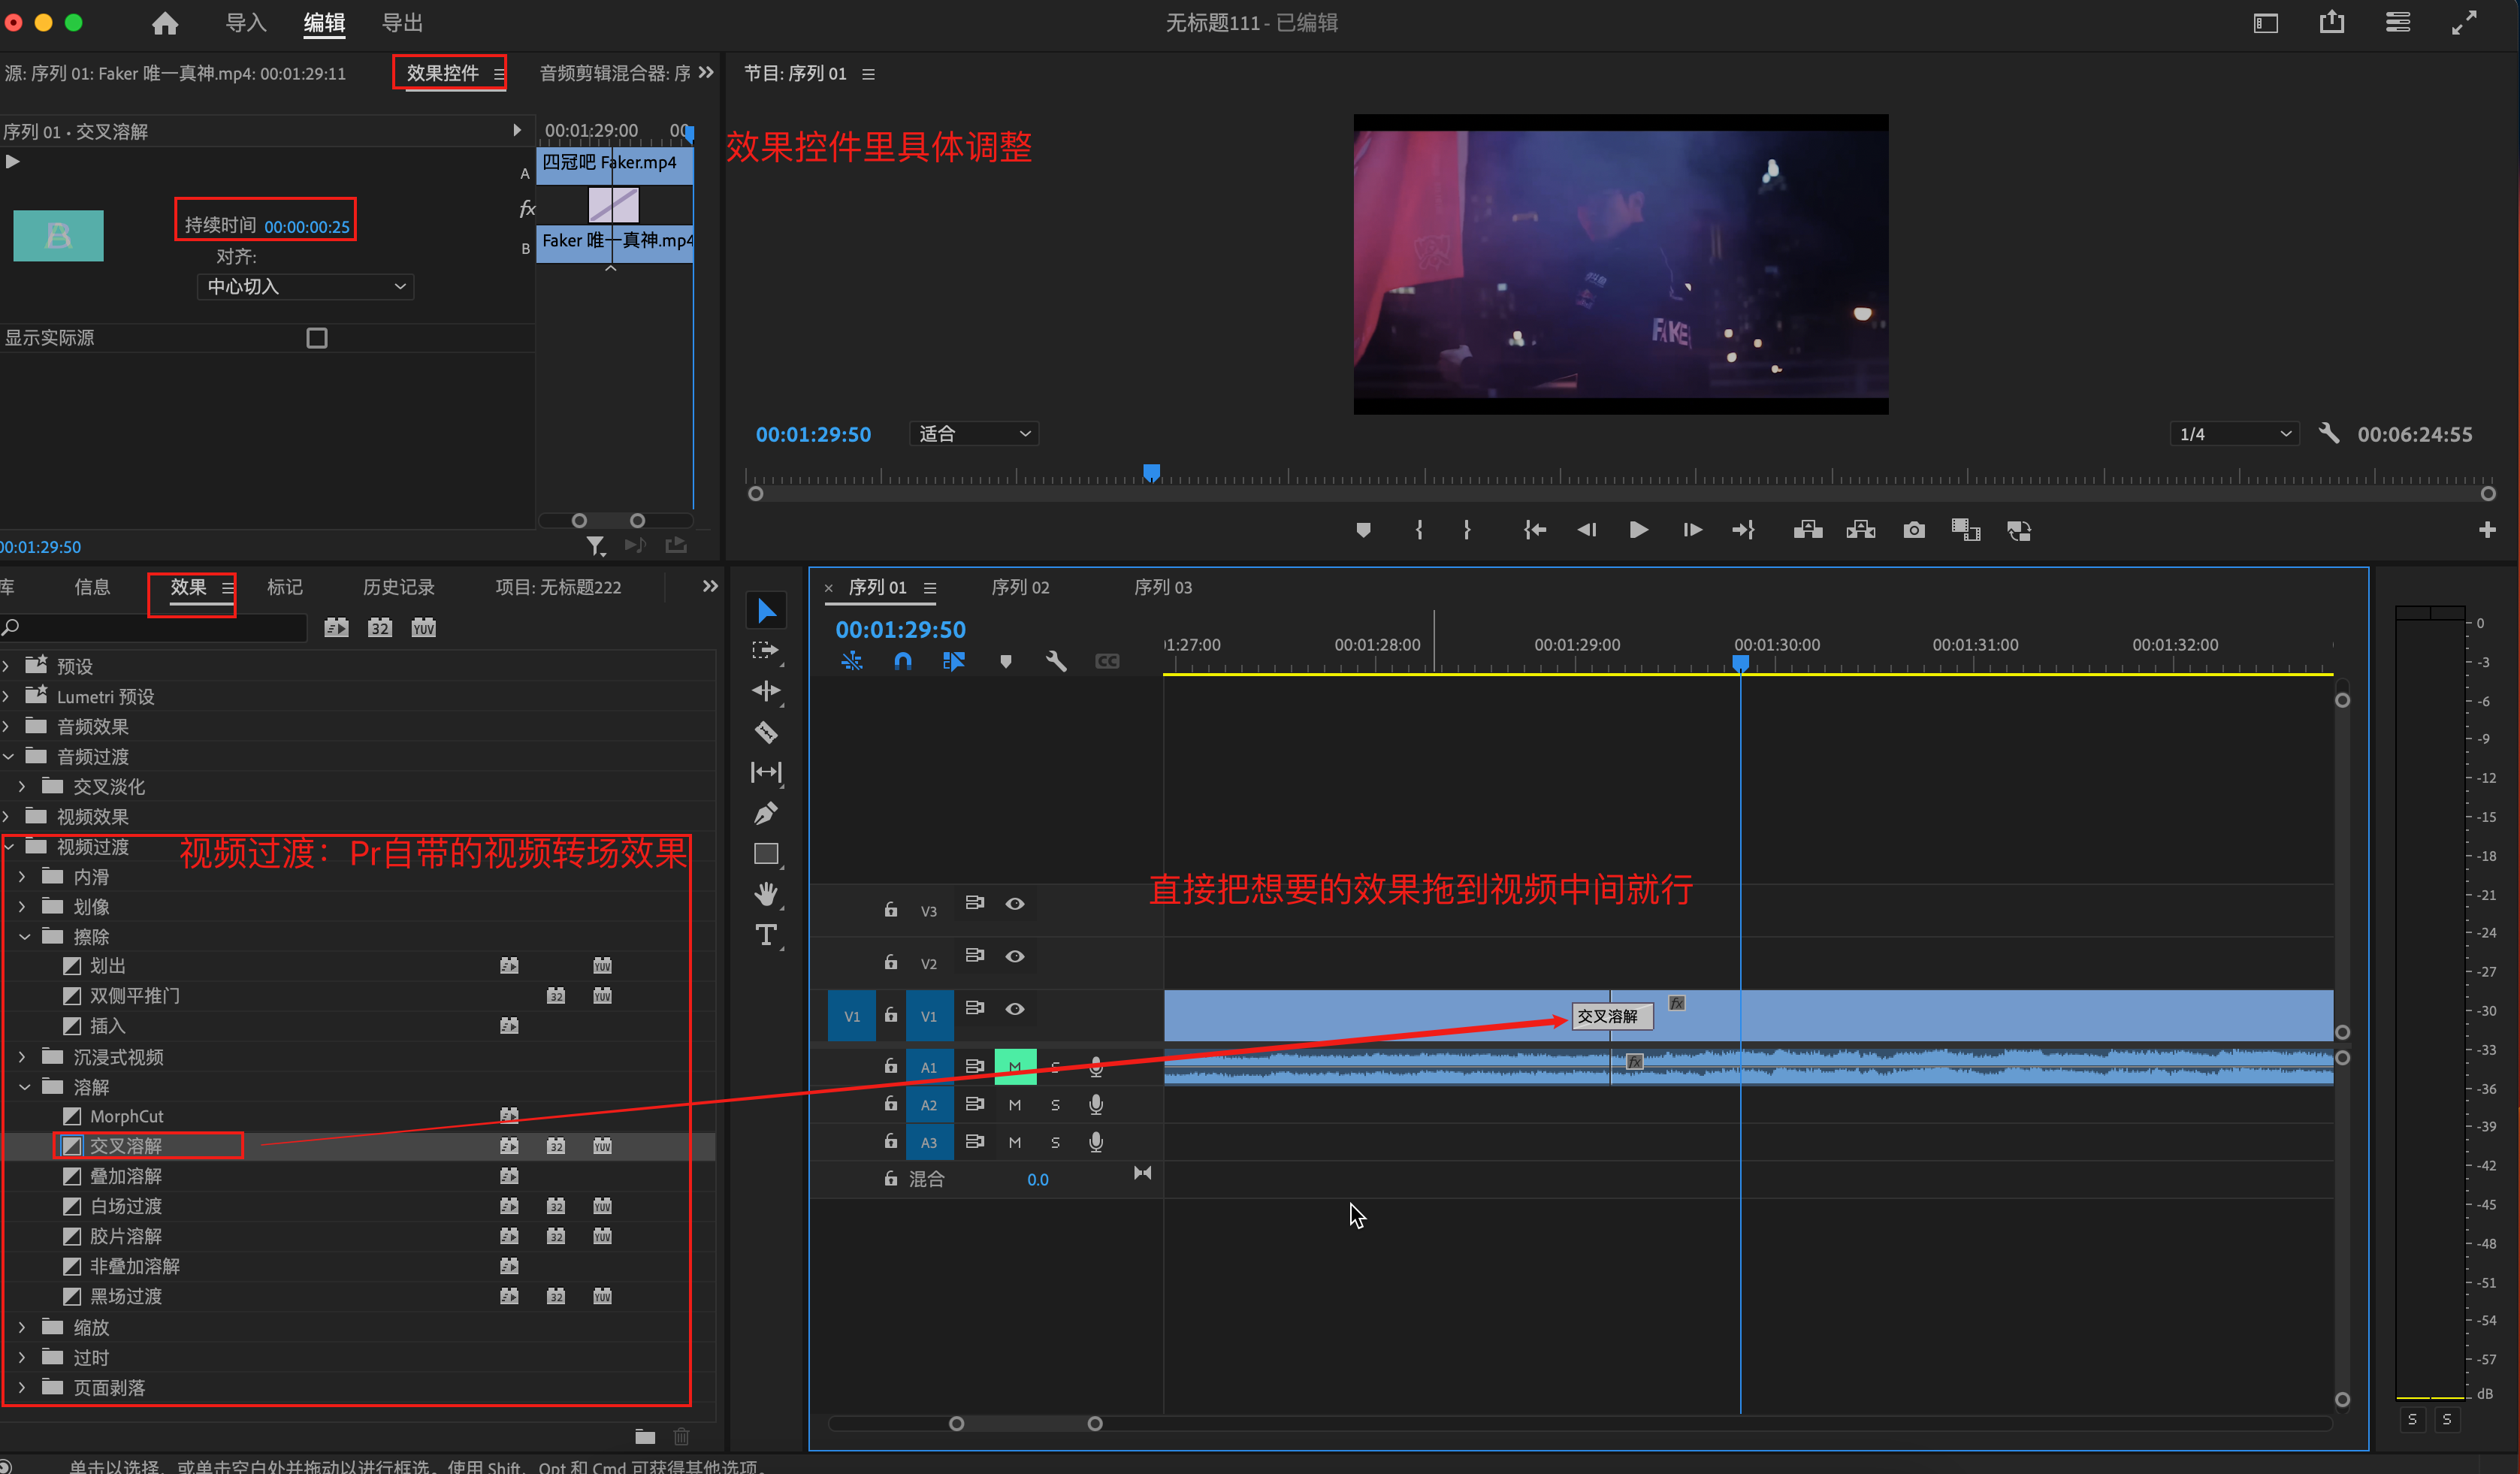 导入
编辑
导出
无标题111 - 已编辑
源: 序列 01: Faker 唯一真神.mp4: 00:01:29:11
效果控件
音频剪辑混合器: 序
节目: 序列 01
序列 01 • 交叉溶解
00:01:29:00
00
效果控件里具体调整
A
四冠吧 Faker.mp4
持续时间 00:00:00:25
fx
B
B
Faker 唯一真神.mp4
对齐:
中心切入
显示实际源
FAKE
00:01:29:50
适合
1/4
00:06:24:55
00:01:29:50
库
信息
效果
标记
历史记录
项目: 无标题222
32
YUV
序列 01
序列 02
序列 03
00:01:29:50
CC
01:27:00
00:01:28:00
00:01:29:00
00:01:30:00
00:01:31:00
00:01:32:00
预设
Lumetri 预设
音频效果
音频过渡
交叉淡化
视频效果
视频过渡
视频过渡：Pr自带的视频转场效果
内滑
划像
擦除
划出
YUV
双侧平推门
32
YUV
插入
沉浸式视频
溶解
MorphCut
交叉溶解
32
YUV
叠加溶解
白场过渡
32
YUV
胶片溶解
32
YUV
非叠加溶解
黑场过渡
32
YUV
缩放
过时
页面剥落
直接把想要的效果拖到视频中间就行
V3
V2
V1
V1
交叉溶解
fx
A1
M
S
fx
A2
M
S
A3
M
S
混合
0.0
0
-3
-6
-9
-12
-15
-18
-21
-24
-27
-30
-33
-36
-39
-42
-45
-48
-51
-54
-57
dB
S
S
单击以选择，或单击空白处并拖动以进行框选。使用 Shift、Opt 和 Cmd 可获得其他选项。